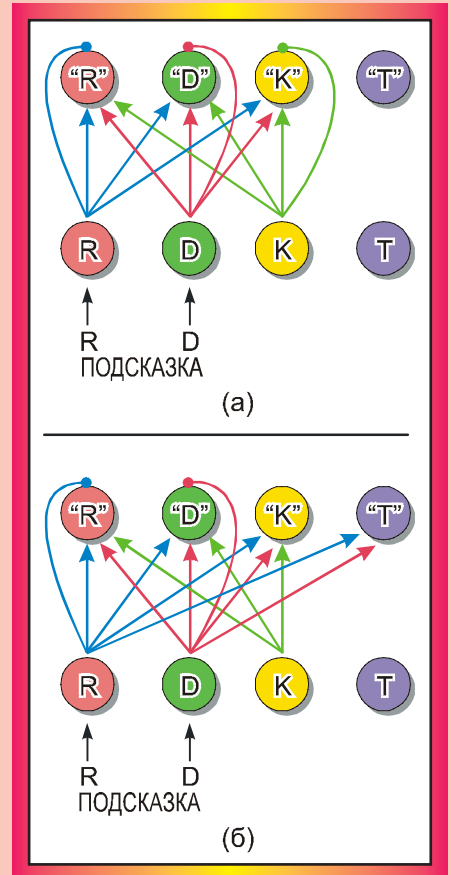 “R” “D” “K” “T”
R D K T
R D
ПОДСКАЗКА
(а)
“R” “D” “K” “T”
R D K T
R D
ПОДСКАЗКА
(б)